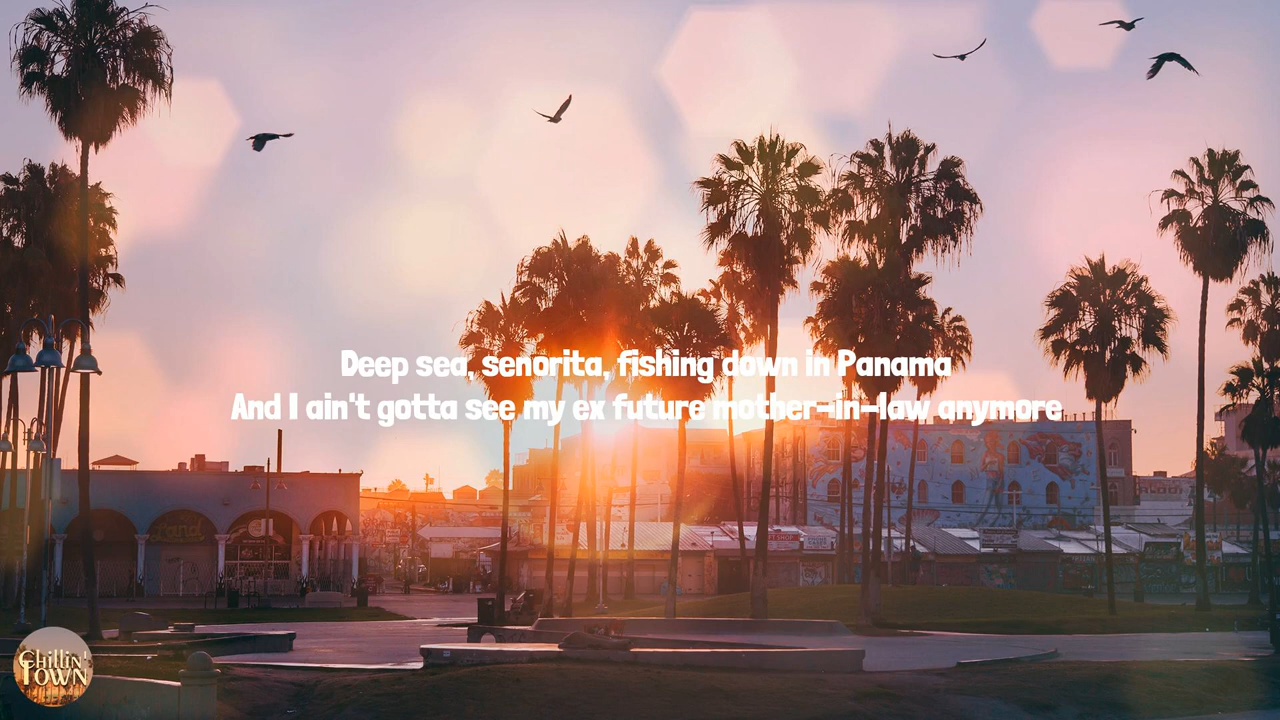 Deep sea, senorita, fishing down in Panama
And I ain't gotta see my ex future mother-in-law anymore
Chillin'
Town